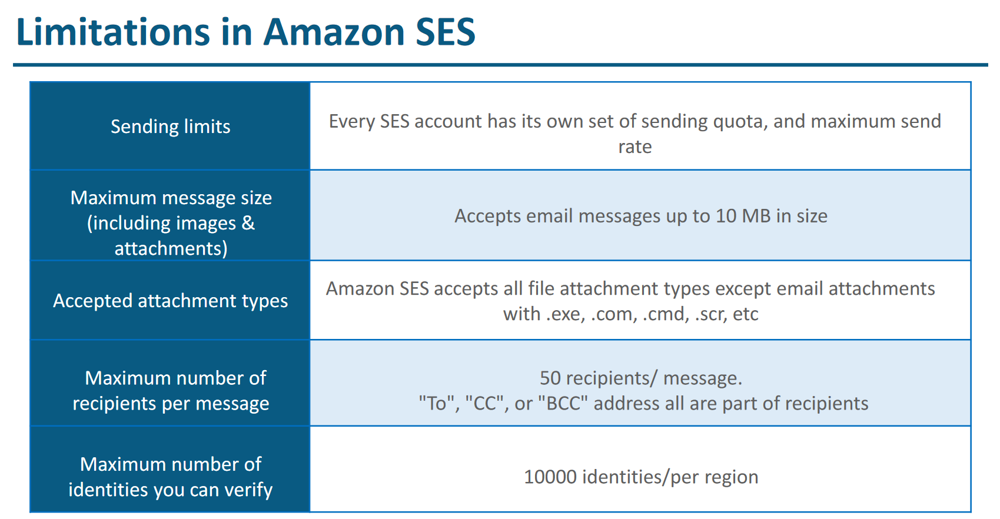 Limitations in Amazon SES
Sending limits
Every SES account has its own set of sending quota, and maximum send
rate
Maximum message size
(including images &
attachments)
Accepts email messages up to 10 MB in size
Accepted attachment types
Amazon SES accepts all file attachment types except email attachments
with .exe, .com, .cmd, .scr, etc
Maximum number of
recipients per message
50 recipients/ message.
"To", "CC", or "BCC" address all are part of recipients
Maximum number of
identities you can verify
10000 identities/per region